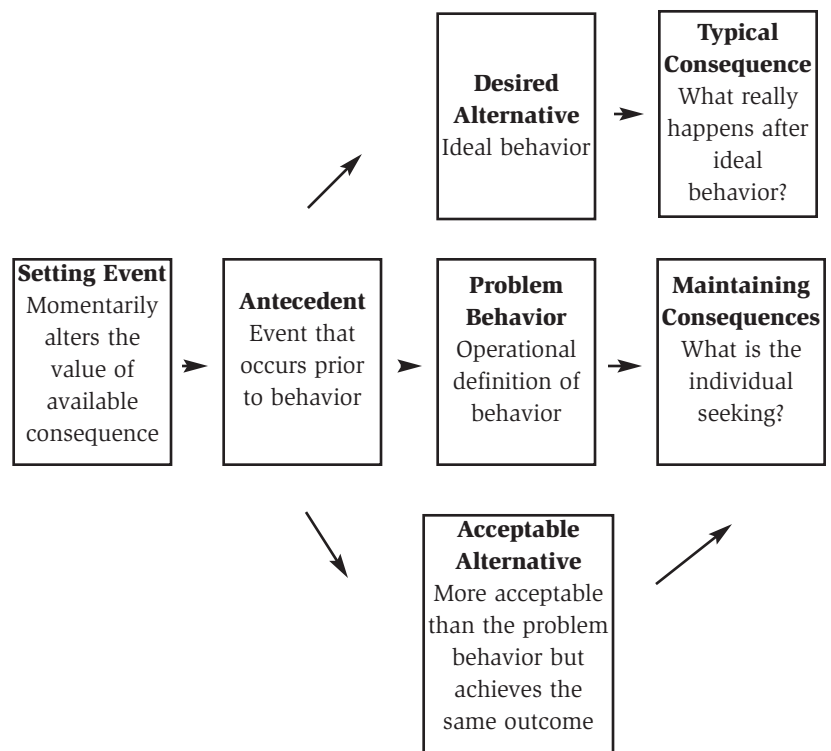 Desired
Alternative
Ideal behavior
Typical
Consequence
What really
happens after
ideal
behavior?
Setting Event
Momentarily
alters the
value of
available
consequence
Antecedent
Event that
occurs prior
to behavior
Problem
Behavior
Operational
definition of
behavior
Maintaining
Consequences
What is the
individual
seeking?
Acceptable
Alternative
More acceptable
than the problem
behavior but
achieves the
same outcome